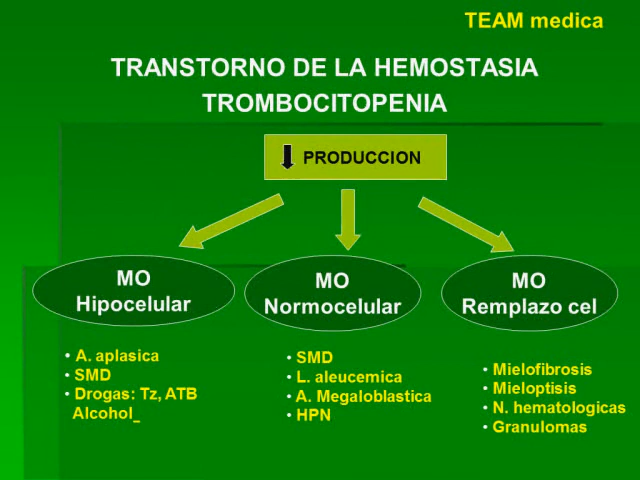 TEAM medica
TRANSTORNO DE LA HEMOSTASIA
TROMBOCITOPENIA
PRODUCCION
MO
Hipocelular
MO
Normocelular
MO
Remplazo cel
• A. aplasica
• SMD
• Drogas: Tz, ATB
Alcohol_
• SMD
• L. aleucemica
• A. Megaloblastica
• HPN
• Mielofibrosis
• Mieloptisis
• N. hematologicas
• Granulomas